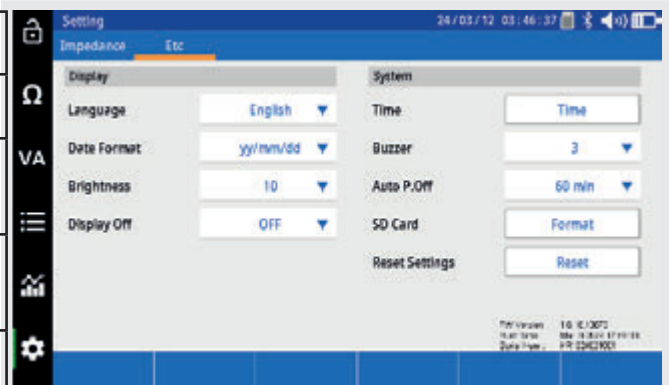 Setting 24/03/12 03:46:37
Impedance Etc
Display
Language English
Date Format yy/mm/dd
Brightness 10
Display Off OFF
System
Time Time
Buzzer 3
Auto P.Off 60 min
SD Card Format
Reset Settings Reset
Ω
VA